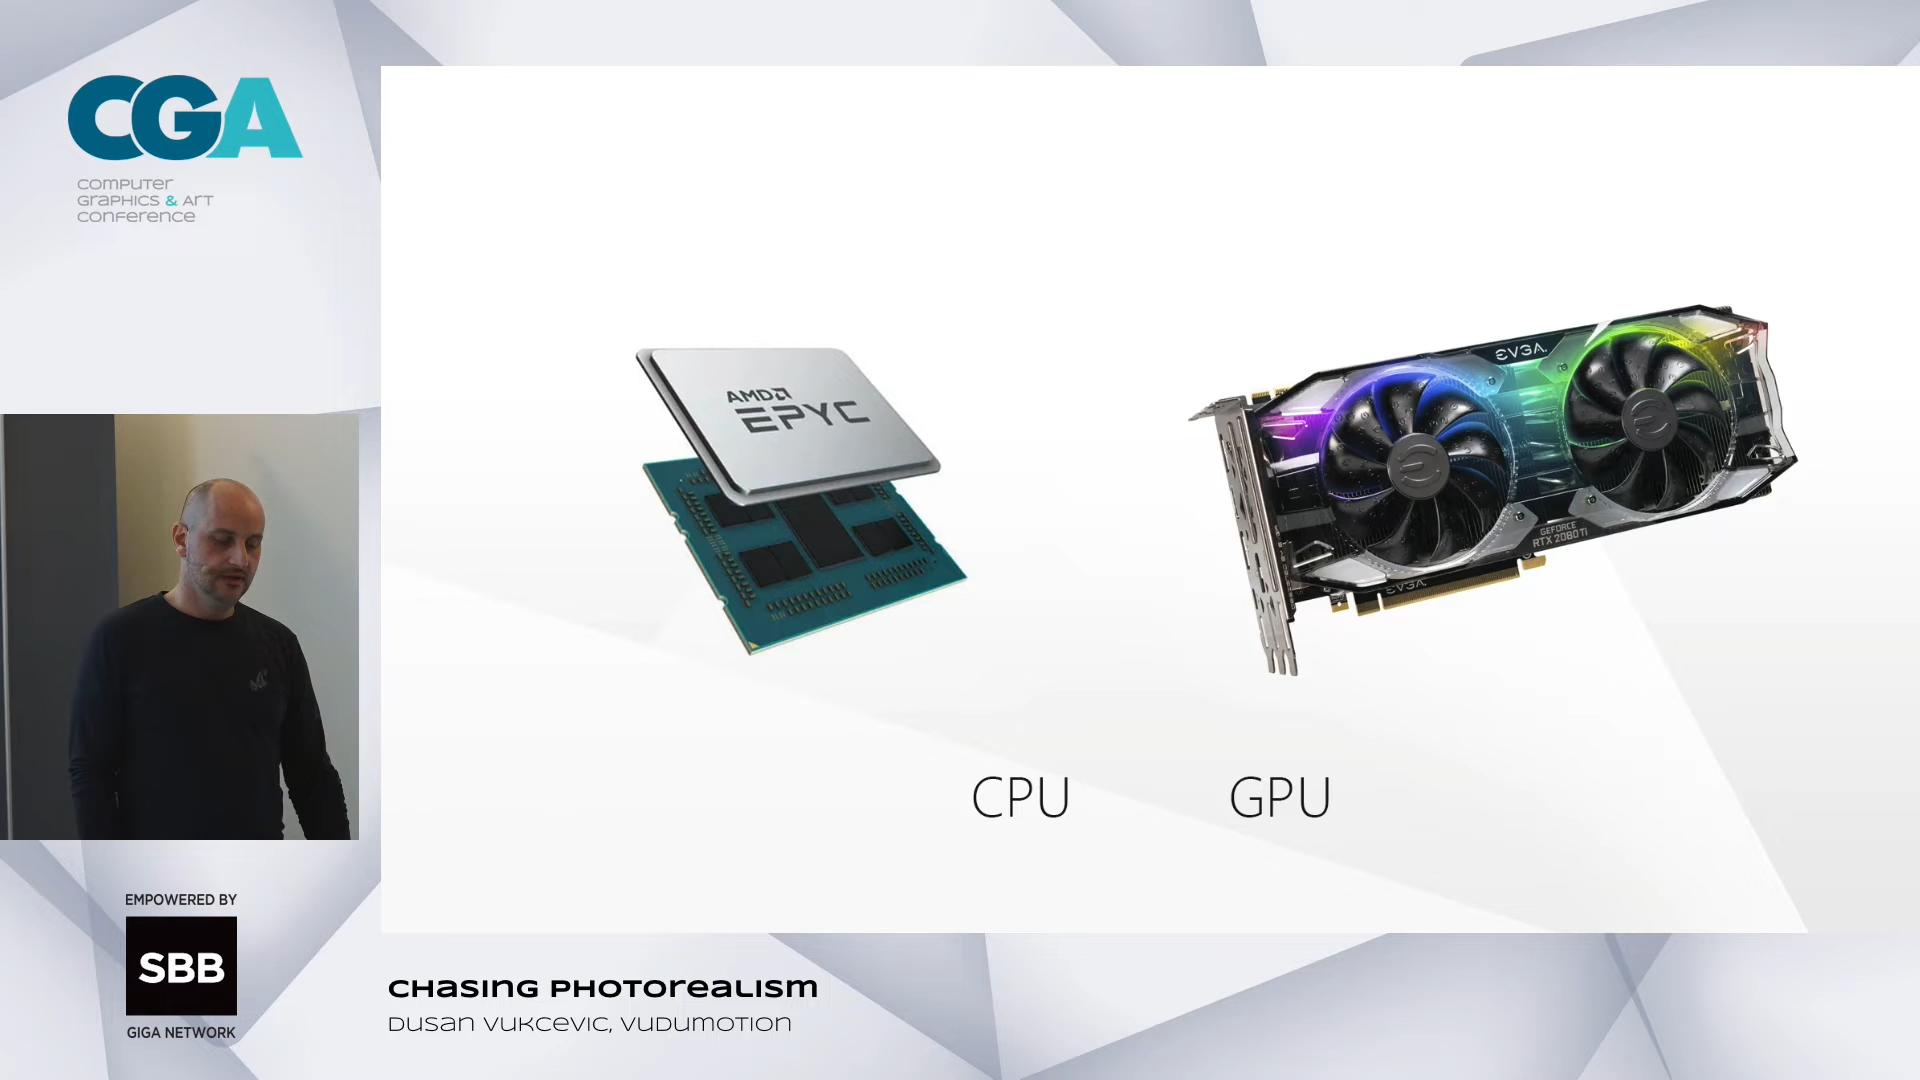 CGA
COMPUTER
GRAPHICS & ART
CONFERENCE
AMD
EPYC
EVGA
GEFORCE
RTX 2080 Ti
EVGA
CPU
GPU
EMPOWERED BY
SBB
GIGA NETWORK
CHASING PHOTOREALISM
DUSAN VUKCEVIC, VUDUMOTION